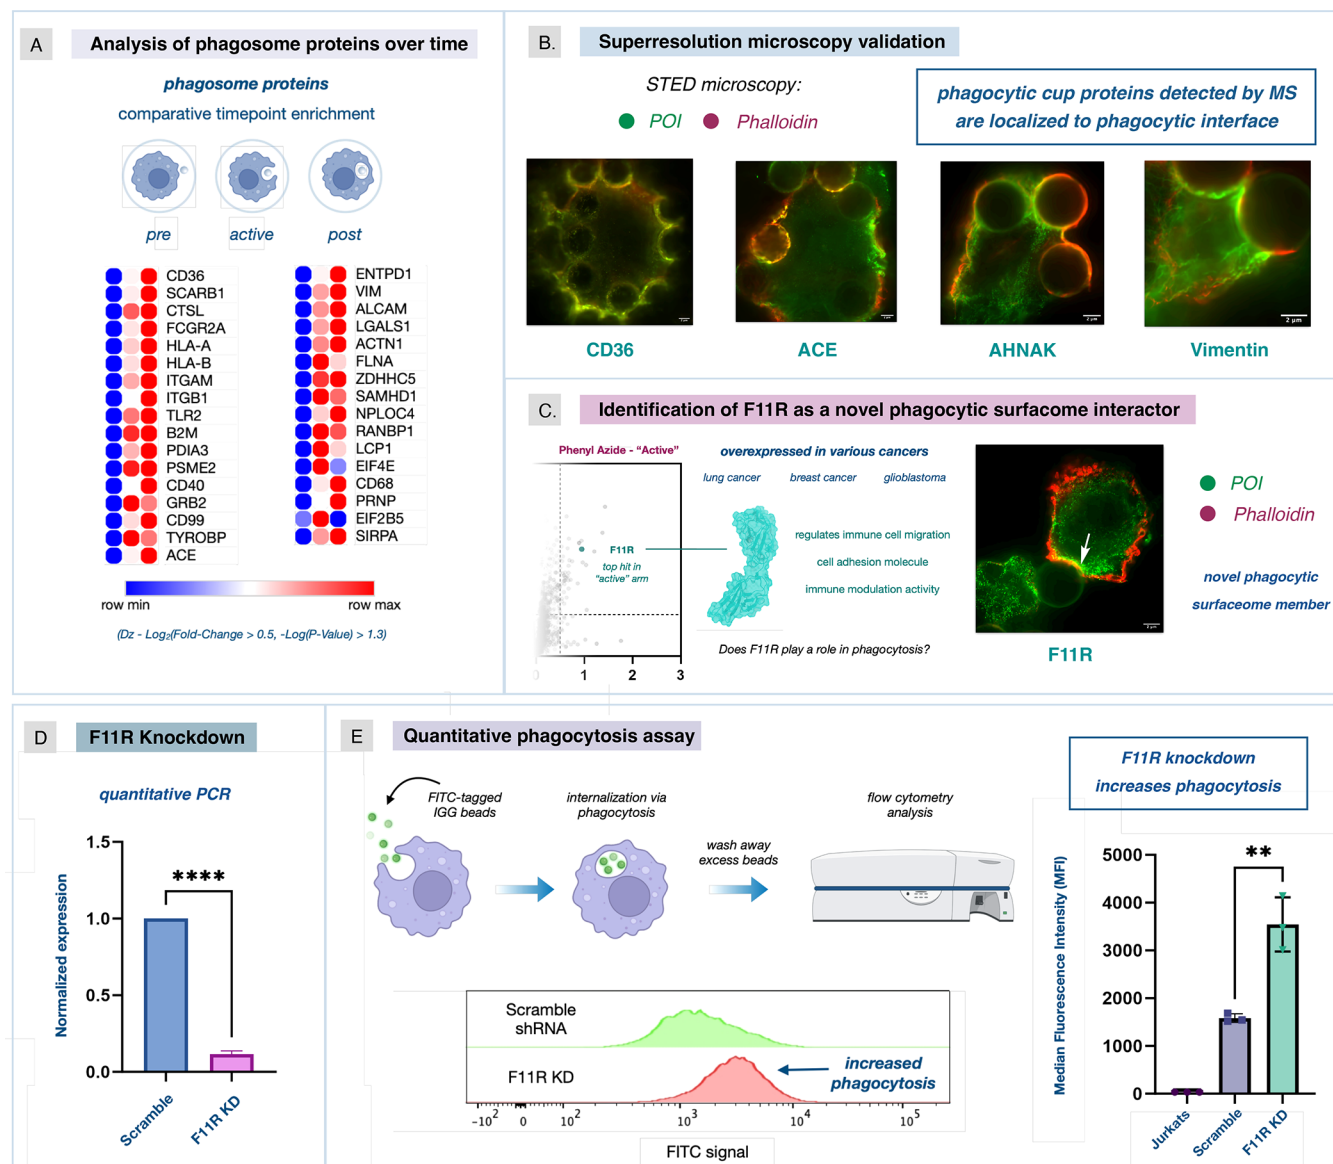 A
Analysis of phagosome proteins over time
phagosome proteins
comparative timepoint enrichment
pre
active
post
CD36
SCARB1
CTSL
FCGR2A
HLA-A
HLA-B
ITGAM
ITGB1
TLR2
B2M
PDIA3
PSME2
CD40
GRB2
CD99
TYROBP
ACE
ENTPD1
VIM
ALCAM
LGALS1
ACTN1
FLNA
ZDHHC5
SAMHD1
NPLOC4
RANBP1
LCP1
EIF4E
CD68
PRNP
EIF2B5
SIRPA
row min
row max
(Dz - Log₂(Fold-Change > 0.5, -Log(P-Value) > 1.3)
B.
Superresolution microscopy validation
STED microscopy:
POI
Phalloidin
phagocytic cup proteins detected by MS
are localized to phagocytic interface
2 μm
CD36
ACE
AHNAK
Vimentin
C.
Identification of F11R as a novel phagocytic surfacome interactor
Phenyl Azide - “Active”
F11R
top hit in
“active” arm
0
1
2
3
overexpressed in various cancers
lung cancer
breast cancer
glioblastoma
regulates immune cell migration
cell adhesion molecule
immune modulation activity
Does F11R play a role in phagocytosis?
F11R
POI
Phalloidin
novel phagocytic
surfaceome member
D
F11R Knockdown
quantitative PCR
Normalized expression
1.5
1.0
0.5
0.0
****
Scramble
F11R KD
E
Quantitative phagocytosis assay
FITC-tagged
IGG beads
internalization via
phagocytosis
wash away
excess beads
flow cytometry
analysis
Scramble
shRNA
F11R KD
increased
phagocytosis
-10²
0
10²
10³
10⁴
10⁵
FITC signal
F11R knockdown
increases phagocytosis
Median Fluorescence Intensity (MFI)
5000
4000
3000
2000
1000
0
**
Jurkats
Scramble
F11R KD